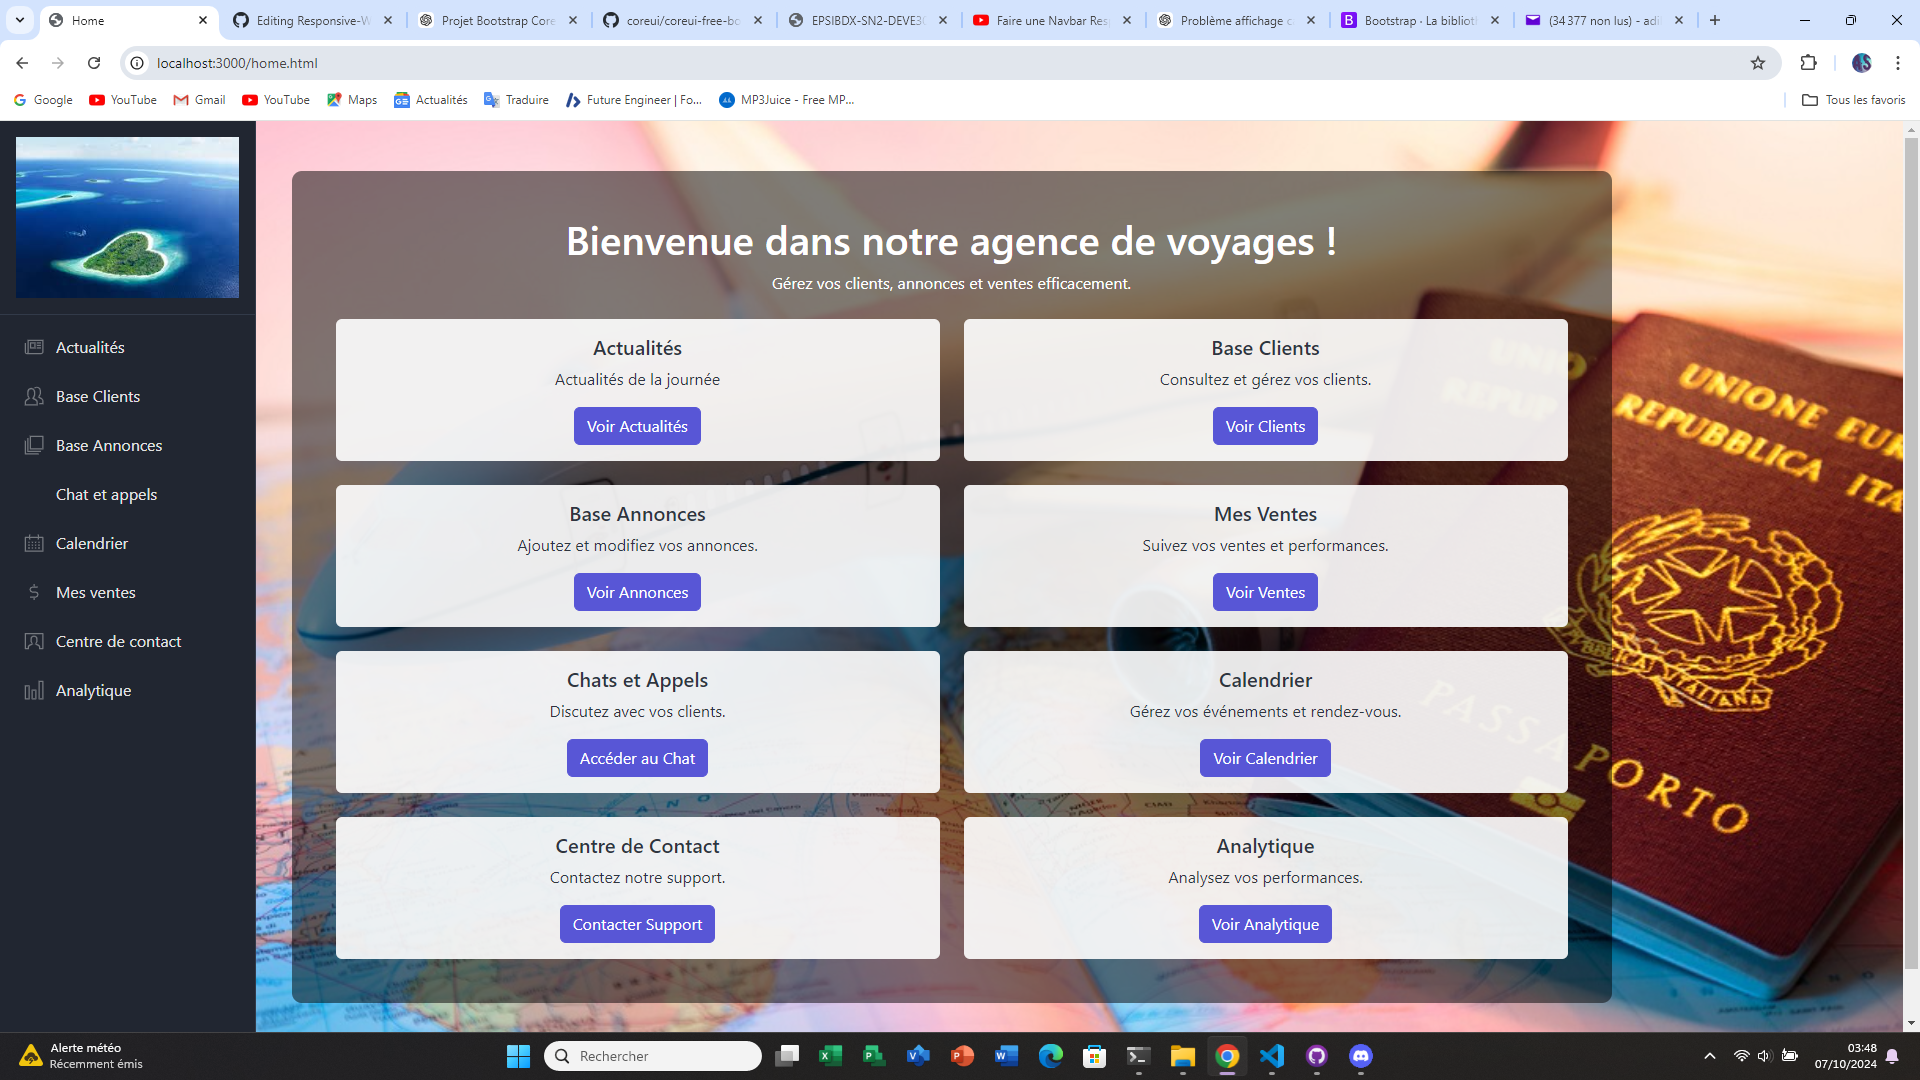 Home
Editing Responsive-W
Projet Bootstrap Core
coreui/coreui-free-bo
EPSIBDX-SN2-DEVE3
Faire une Navbar Res
Problème affichage c
Bootstrap · La biblioth
(34 377 non lus) - adi
localhost:3000/home.html
Google
YouTube
Gmail
YouTube
Maps
Actualités
Traduire
Future Engineer | Fo...
MP3Juice - Free MP...
Tous les favoris
Actualités
Base Clients
Base Annonces
Chat et appels
Calendrier
Mes ventes
Centre de contact
Analytique
Bienvenue dans notre agence de voyages !
Gérez vos clients, annonces et ventes efficacement.
Actualités
Actualités de la journée
Voir Actualités
Base Clients
Consultez et gérez vos clients.
Voir Clients
Base Annonces
Ajoutez et modifiez vos annonces.
Voir Annonces
Mes Ventes
Suivez vos ventes et performances.
Voir Ventes
Chats et Appels
Discutez avec vos clients.
Accéder au Chat
Calendrier
Gérez vos événements et rendez-vous.
Voir Calendrier
Centre de Contact
Contactez notre support.
Contacter Support
Analytique
Analysez vos performances.
Voir Analytique
UNIONE EUR
REPUBBLICA ITA
PASSAPORTO
Alerte météo
Récemment émis
Rechercher
03:48
07/10/2024